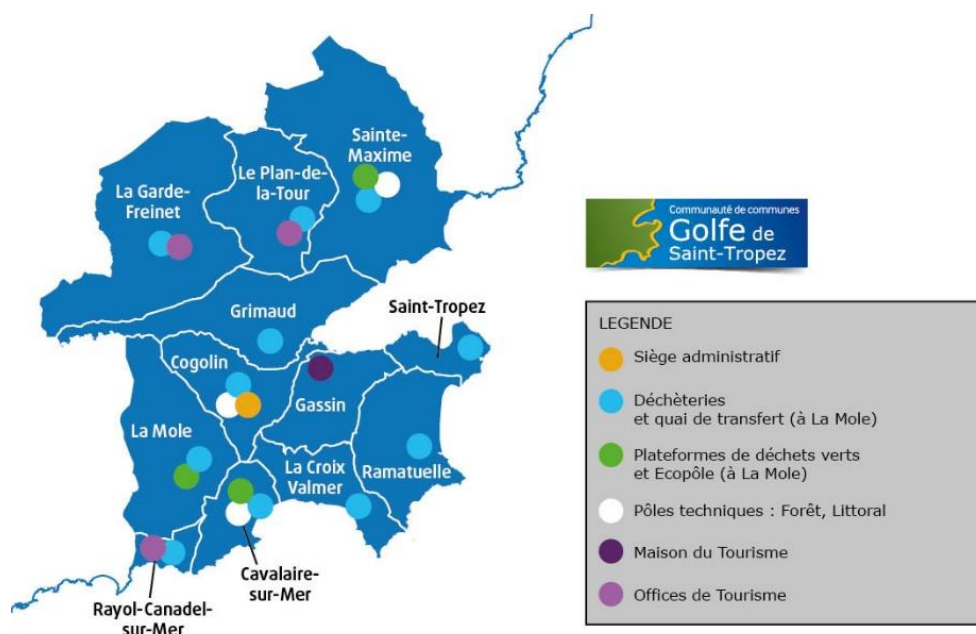 Sainte-
Maxime
Le Plan-de-
la-Tour
La Garde-
Freinet
Grimaud
Saint-Tropez
Cogolin
Gassin
La Mole
La Croix
Valmer
Ramatuelle
Cavalaire-
sur-Mer
Rayol-Canadel-
sur-Mer
Communauté de communes
Golfe de
Saint-Tropez
LEGENDE
Siège administratif
Déchèteries
et quai de transfert (à La Mole)
Plateformes de déchets verts
et Ecopôle (à La Mole)
Pôles techniques : Forêt, Littoral
Maison du Tourisme
Offices de Tourisme